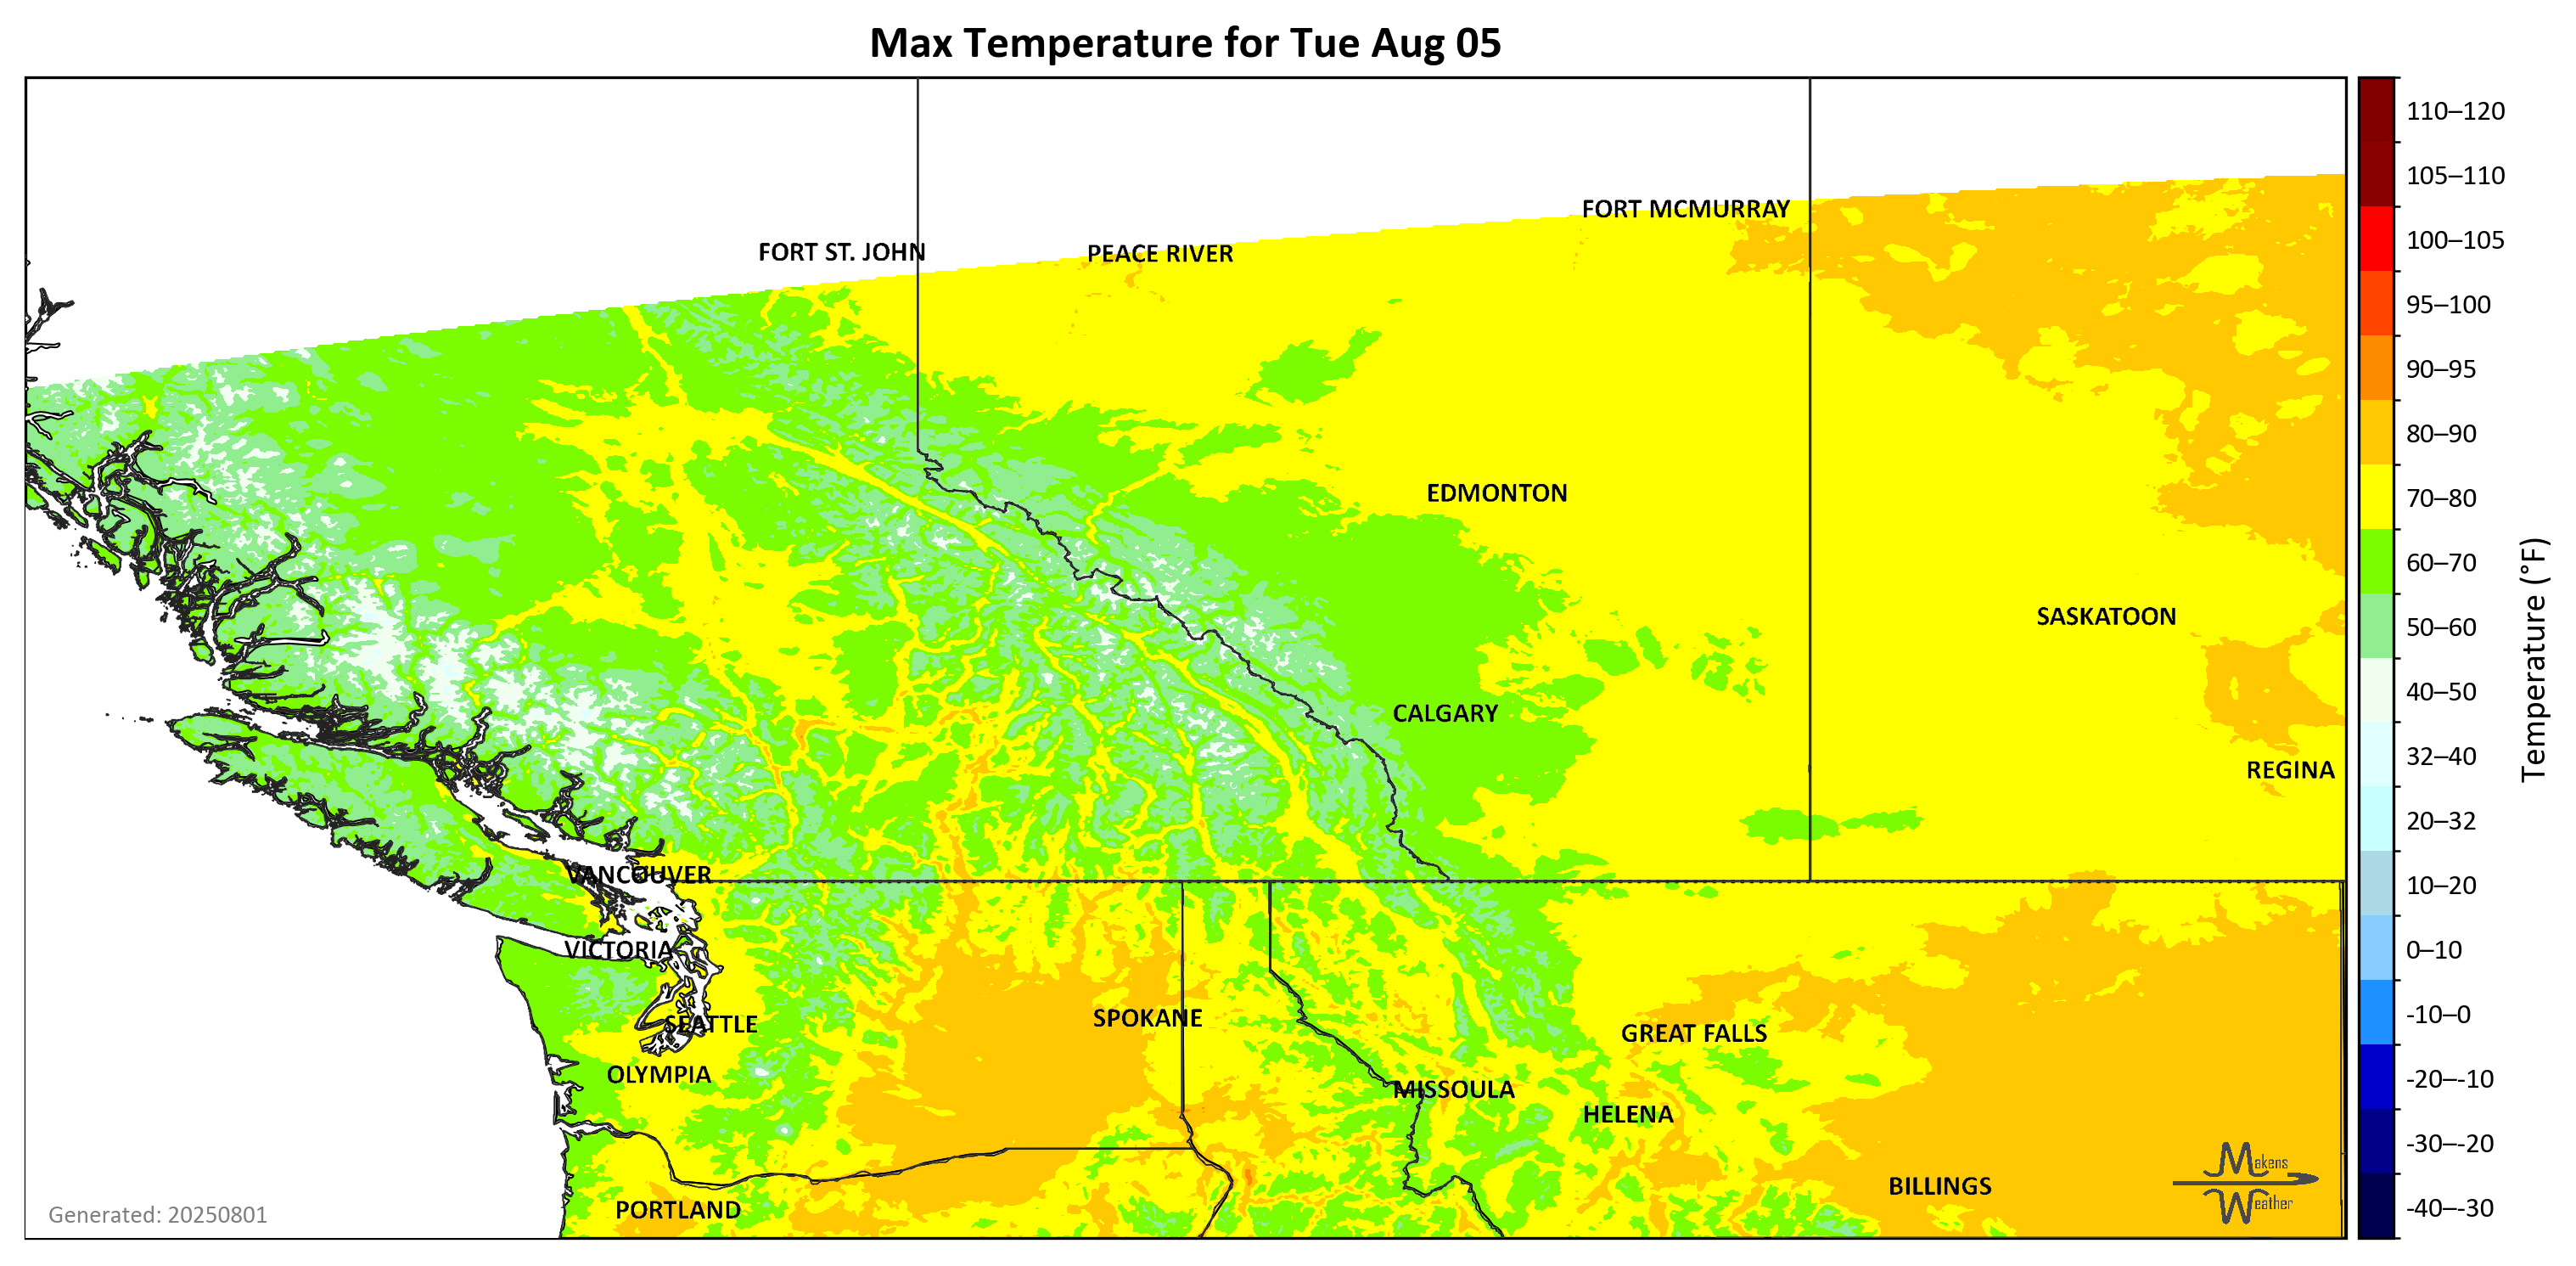 Max Temperature for Tue Aug 05
FORT MCMURRAY
FORT ST. JOHN
PEACE RIVER
EDMONTON
SASKATOON
CALGARY
REGINA
VANCOUVER
VICTORIA
SEATTLE
SPOKANE
GREAT FALLS
OLYMPIA
MISSOULA
HELENA
BILLINGS
PORTLAND
Makens
Weather
Generated: 20250801
110–120
105–110
100–105
95–100
90–95
80–90
70–80
60–70
50–60
40–50
32–40
20–32
10–20
0–10
-10–0
-20–-10
-30–-20
-40–-30
Temperature (°F)